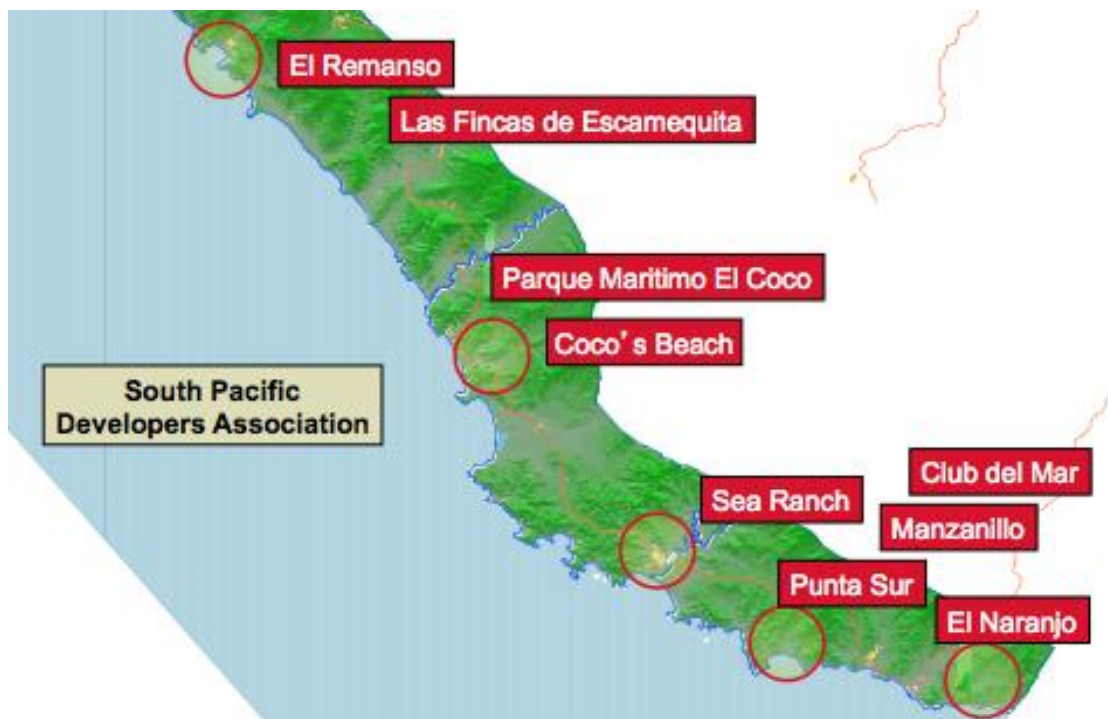 El Remanso
Las Fincas de Escamequita
Parque Maritimo El Coco
Coco's Beach
South Pacific
Developers Association
Club del Mar
Sea Ranch
Manzanillo
Punta Sur
El Naranjo